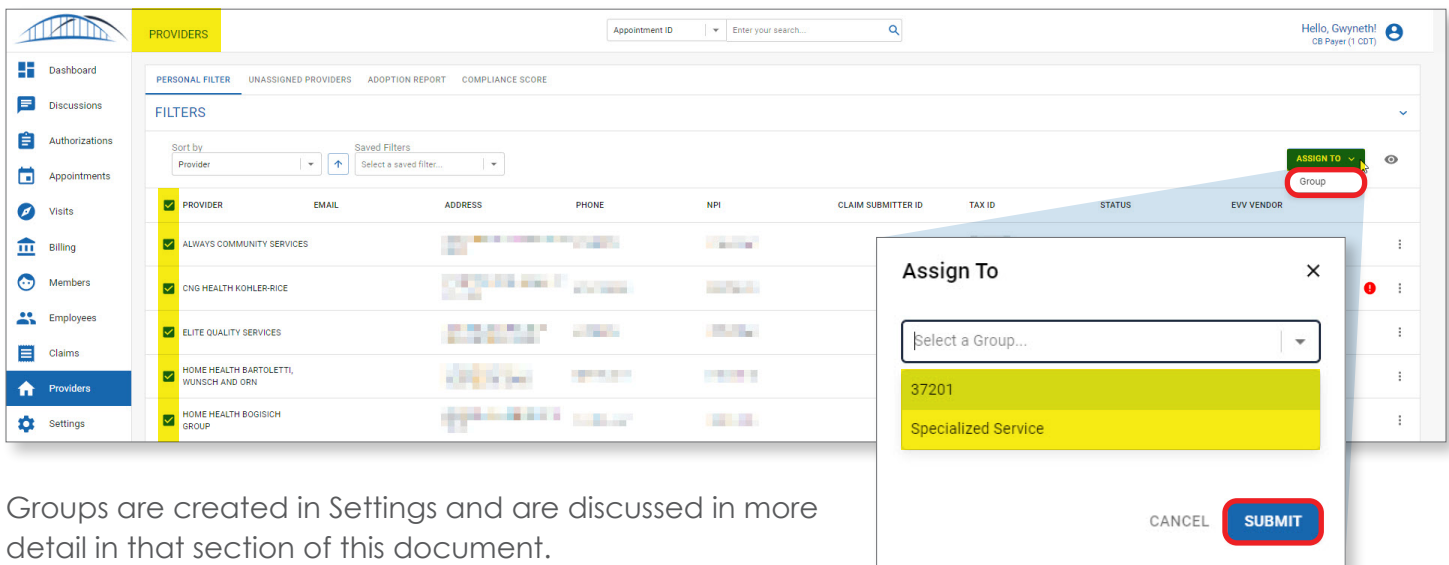 PROVIDERS
Appointment ID
Enter your search...
Hello, Gwyneth!
CB Payer (1 CDT)
Dashboard
Discussions
Authorizations
Appointments
Visits
Billing
Members
Employees
Claims
Providers
Settings
PERSONAL FILTER UNASSIGNED PROVIDERS ADOPTION REPORT COMPLIANCE SCORE
FILTERS
Sort by Saved Filters
Provider Select a saved filter...
ASSIGN TO
Group
PROVIDER EMAIL ADDRESS PHONE NPI CLAIM SUBMITTER ID TAX ID STATUS EVV VENDOR
ALWAYS COMMUNITY SERVICES
CNG HEALTH KOHLER-RICE
ELITE QUALITY SERVICES
HOME HEALTH BARTOLETTI,
WUNSCH AND ORN
HOME HEALTH BOGISICH
GROUP
Assign To
Select a Group...
37201
Specialized Service
CANCEL SUBMIT
Groups are created in Settings and are discussed in more
detail in that section of this document.